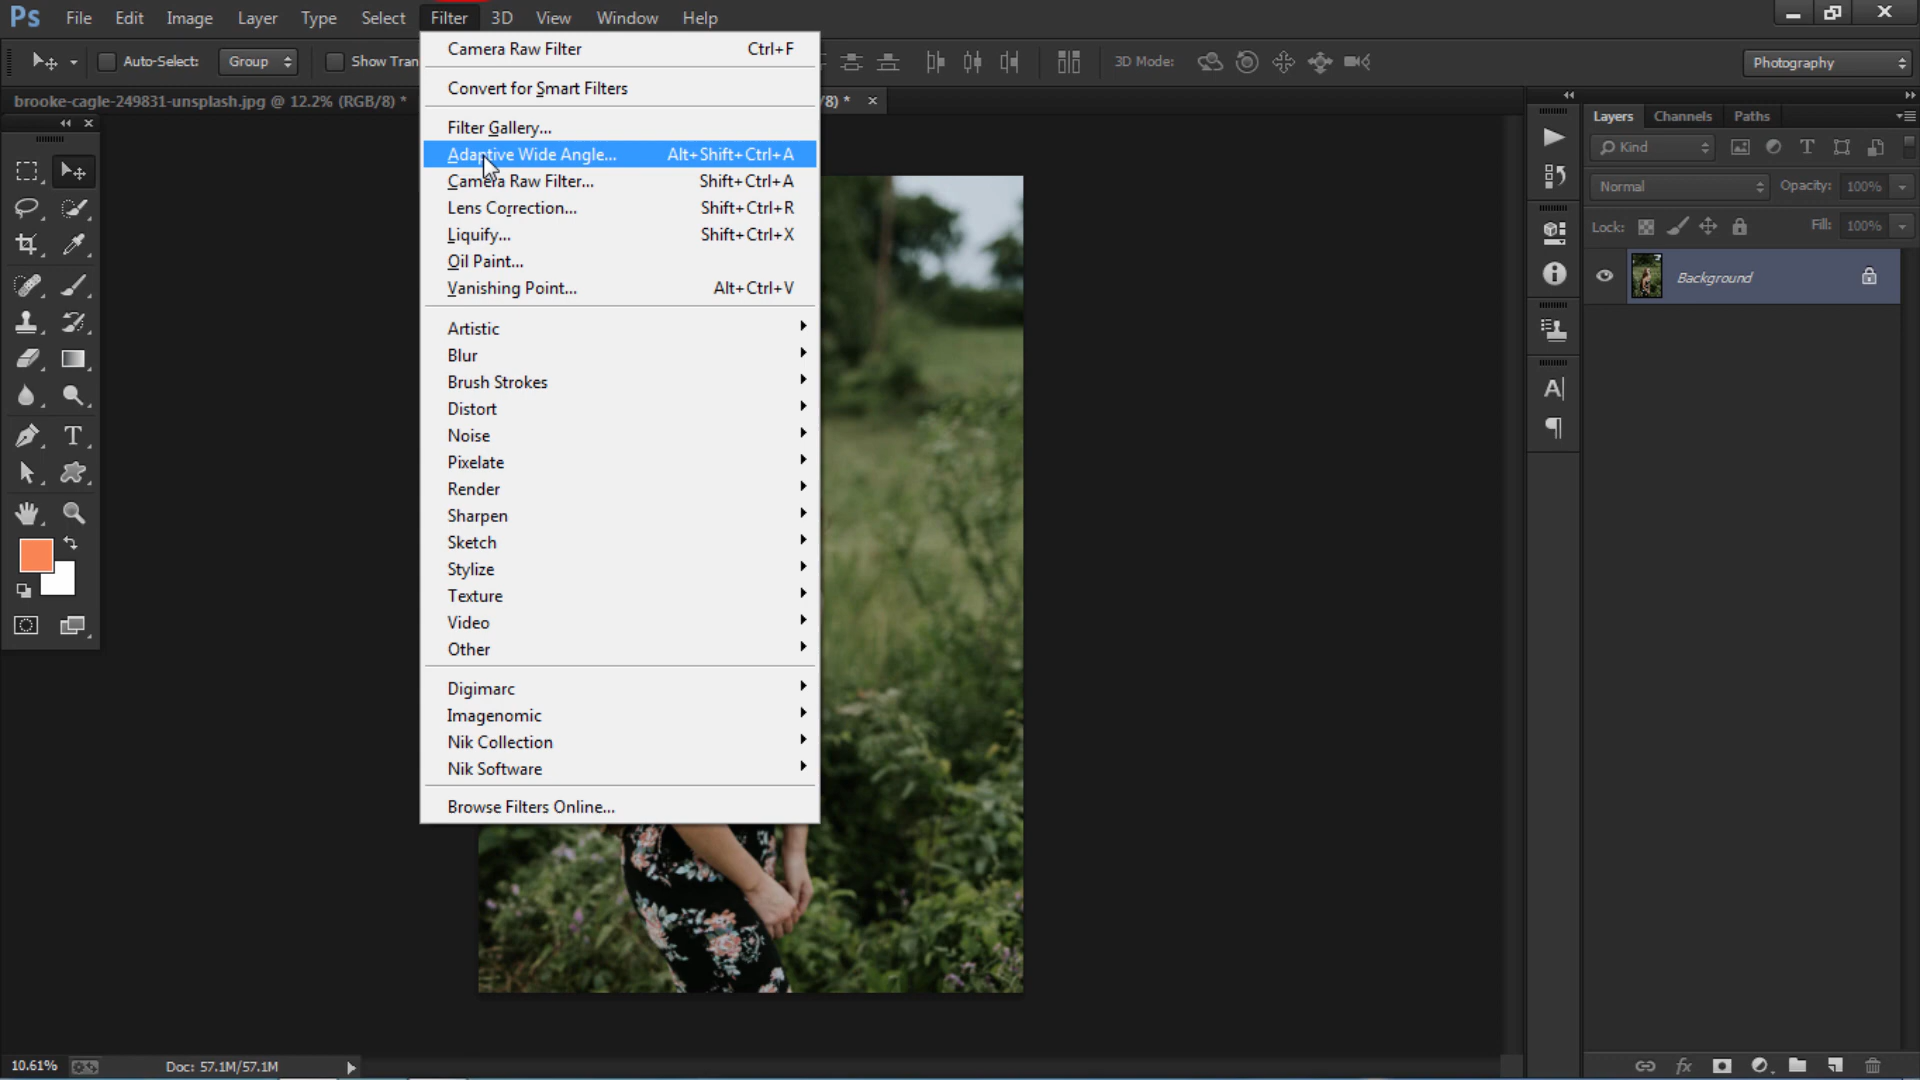 Ps File Edit Image Layer Type Select Filter 3D View Window Help
Auto-Select: Group Show Tran 3D Mode: Photography
brooke-cagle-249831-unsplash.jpg @ 12.2% (RGB/8) * /8) * ×
Camera Raw Filter Ctrl+F
Convert for Smart Filters
Filter Gallery...
Adaptive Wide Angle... Alt+Shift+Ctrl+A
Camera Raw Filter... Shift+Ctrl+A
Lens Correction... Shift+Ctrl+R
Liquify... Shift+Ctrl+X
Oil Paint...
Vanishing Point... Alt+Ctrl+V
Artistic
Blur
Brush Strokes
Distort
Noise
Pixelate
Render
Sharpen
Sketch
Stylize
Texture
Video
Other
Digimarc
Imagenomic
Nik Collection
Nik Software
Browse Filters Online...
Layers Channels Paths
Kind
Normal Opacity: 100%
Lock: Fill: 100%
Background
10.61% Doc: 57.1M/57.1M